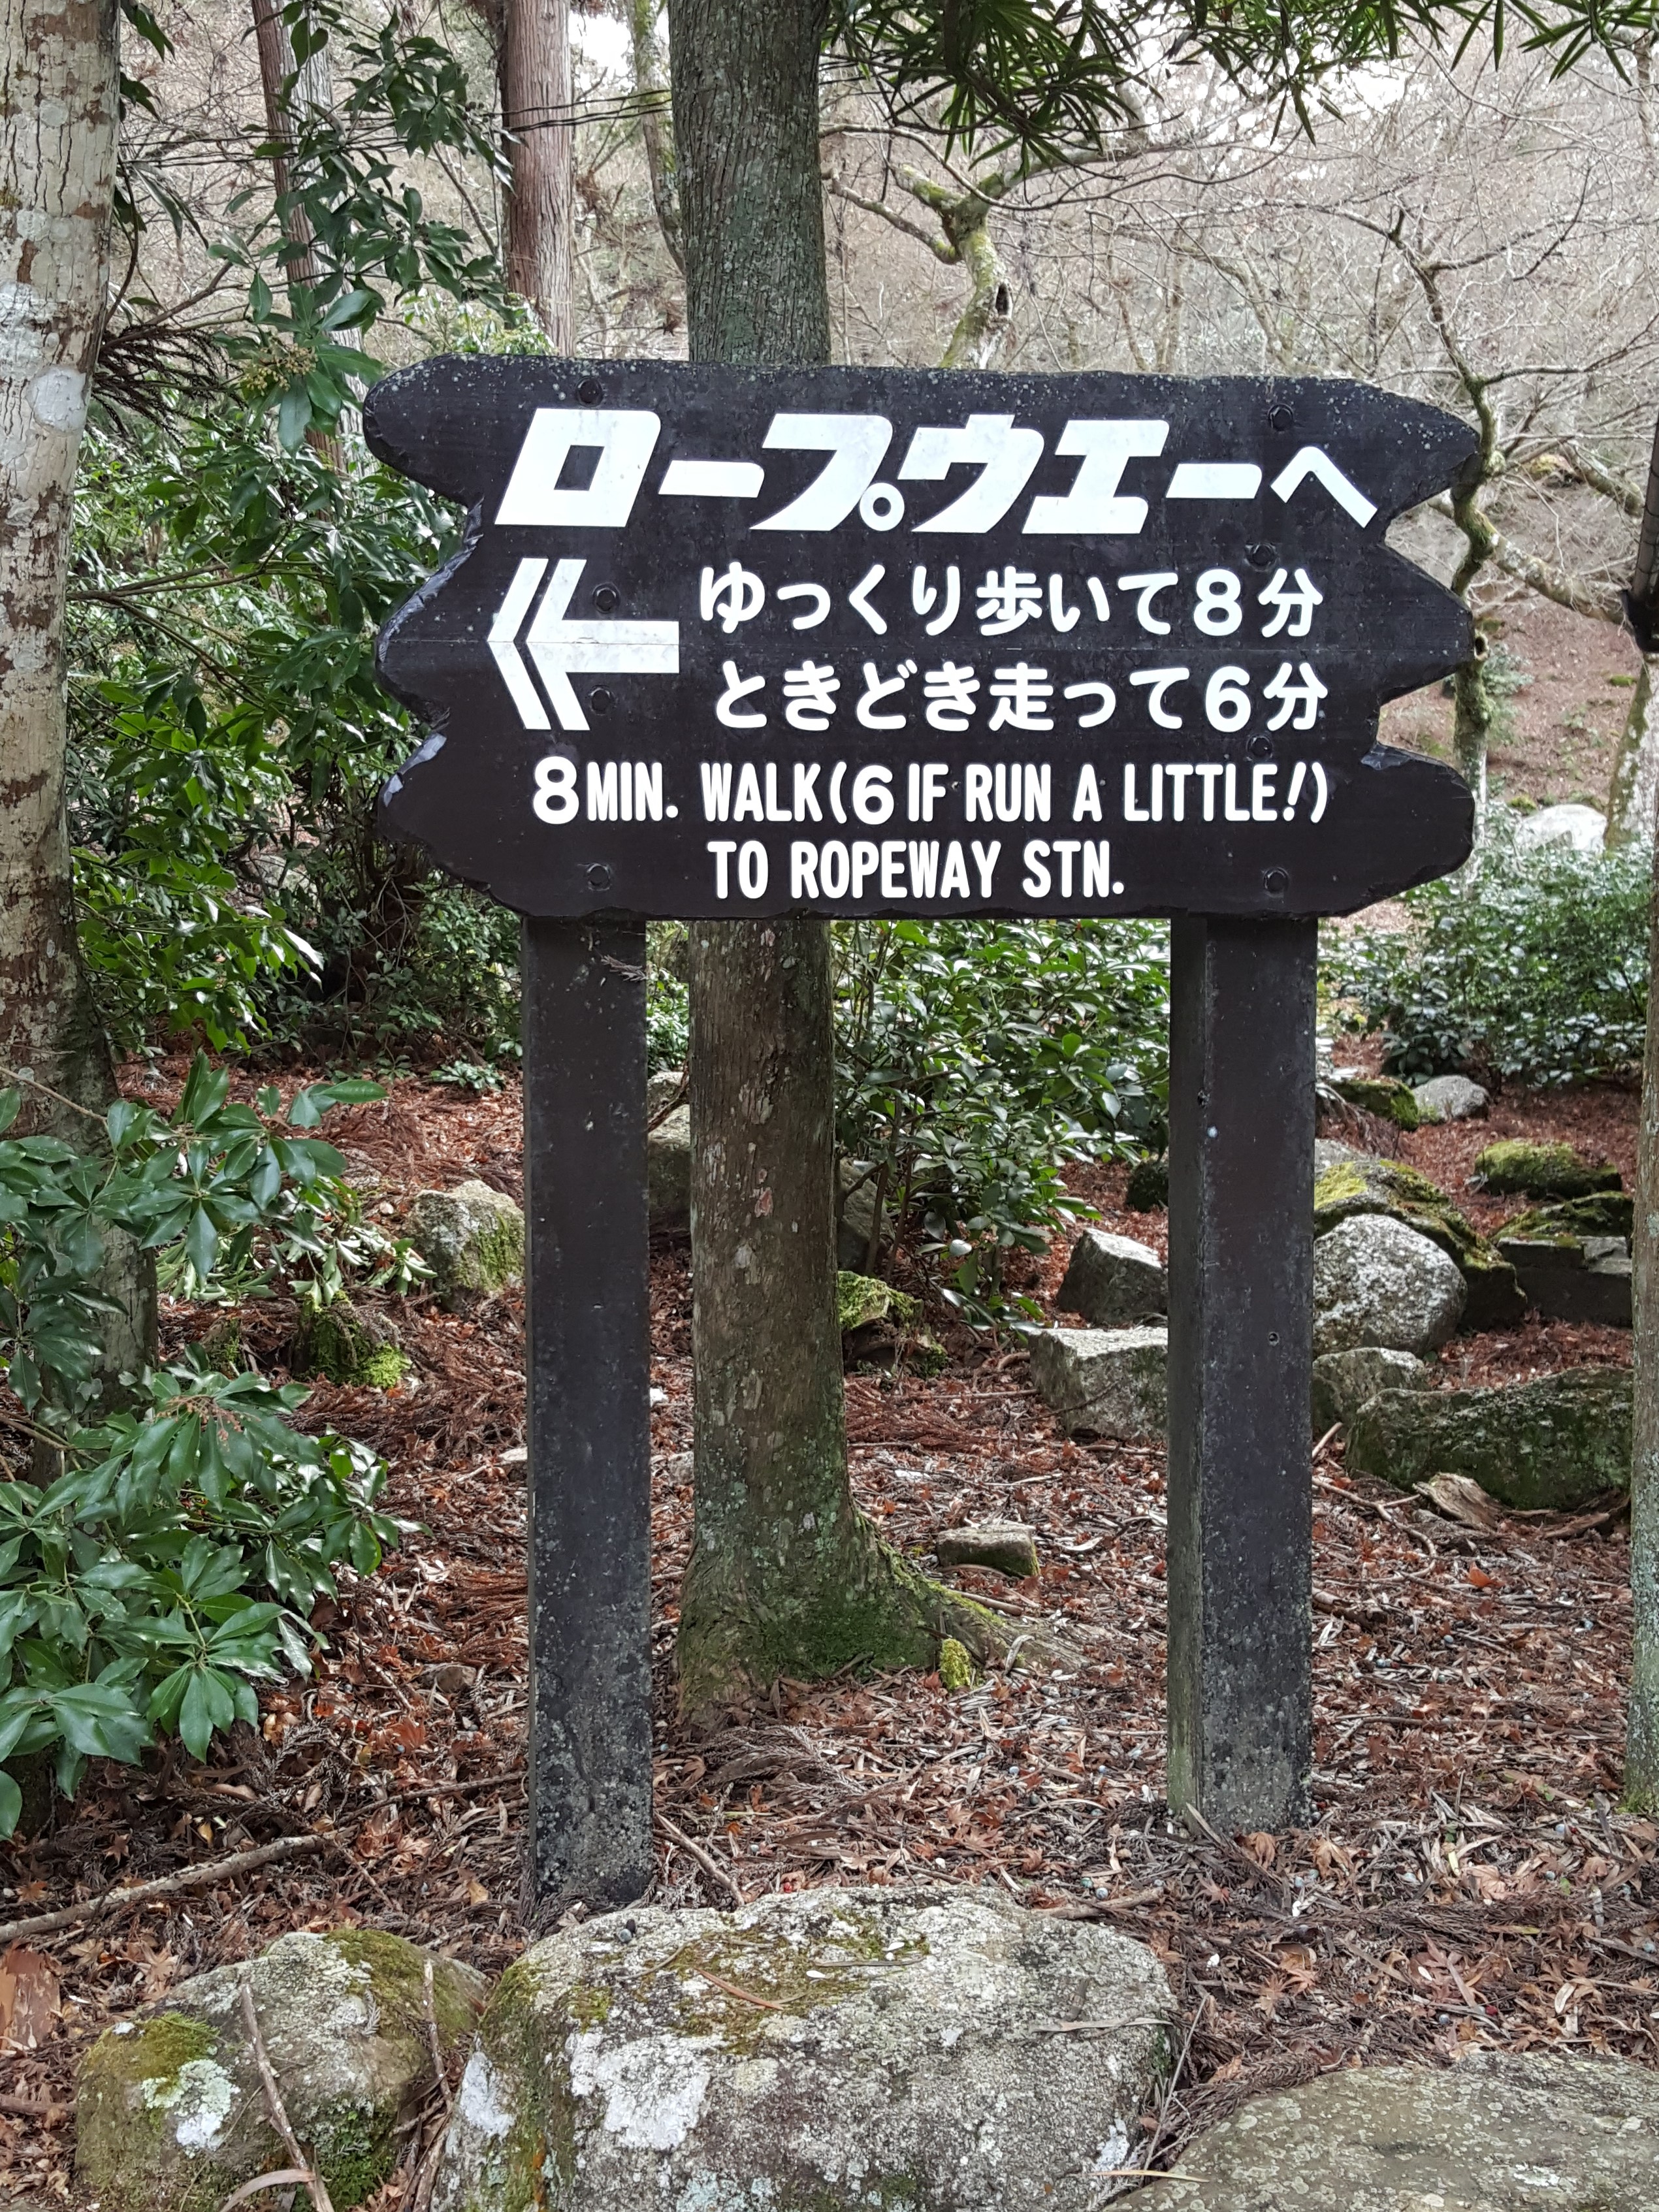 ロープウエーへ
ゆっくり歩いて8分
ときどき走って6分
8MIN. WALK(6 IF RUN A LITTLE!)
TO ROPEWAY STN.